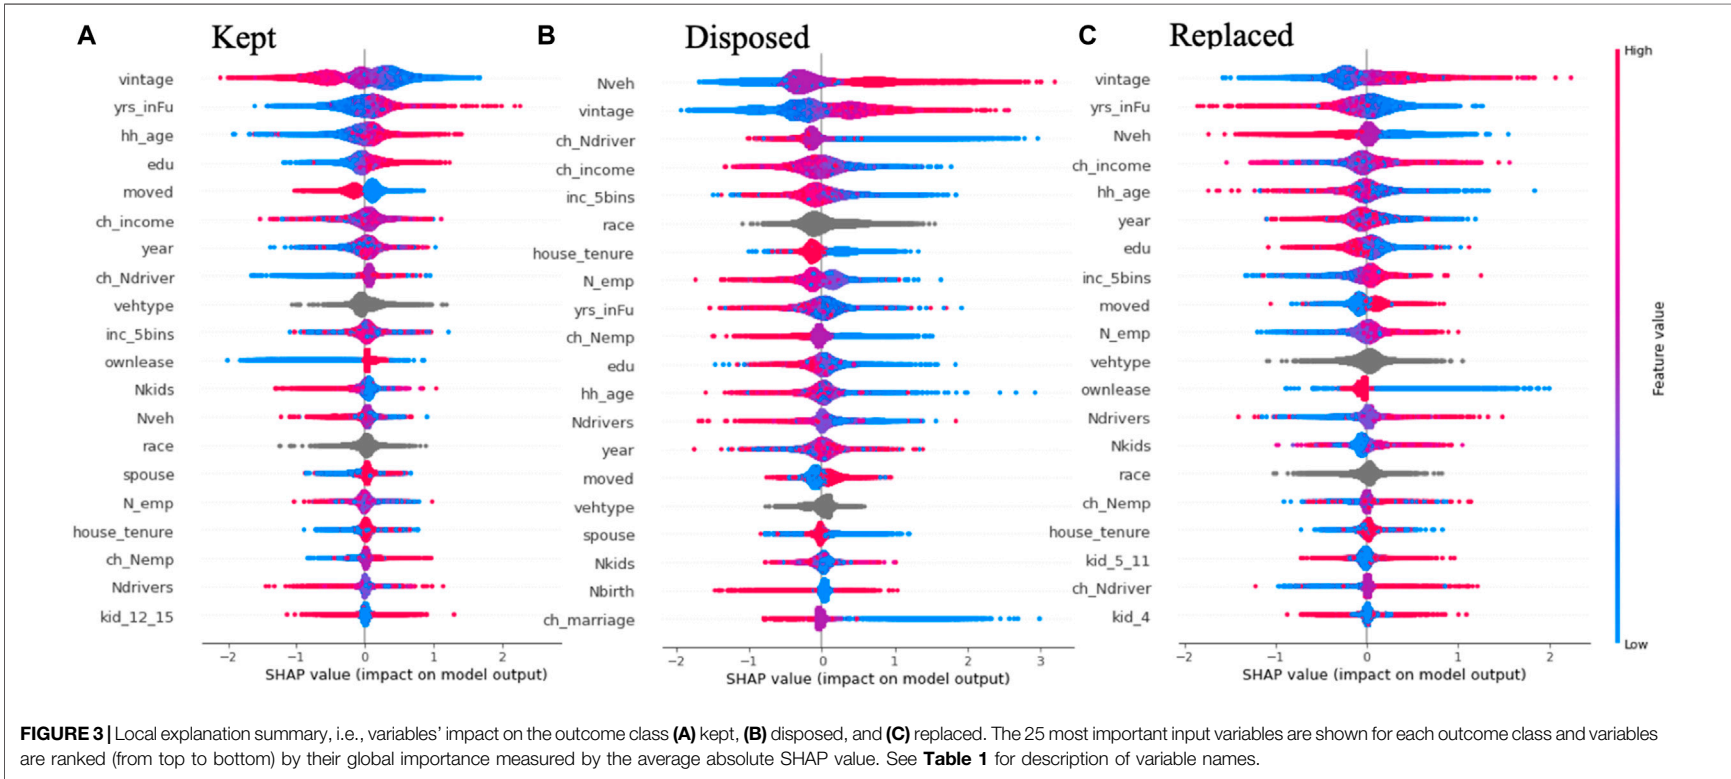 A Kept
vintage
yrs_inFu
hh_age
edu
moved
ch_income
year
ch_Ndriver
vehtype
inc_5bins
ownlease
Nkids
Nveh
race
spouse
N_emp
house_tenure
ch_Nemp
Ndrivers
kid_12_15
−2 −1 0 1 2
SHAP value (impact on model output)
B Disposed
Nveh
vintage
ch_Ndriver
ch_income
inc_5bins
race
house_tenure
N_emp
yrs_inFu
ch_Nemp
edu
hh_age
Ndrivers
year
moved
vehtype
spouse
Nkids
Nbirth
ch_marriage
−2 −1 0 1 2 3
SHAP value (impact on model output)
C Replaced
vintage
yrs_inFu
Nveh
ch_income
hh_age
year
edu
inc_5bins
moved
N_emp
vehtype
ownlease
Ndrivers
Nkids
race
ch_Nemp
house_tenure
kid_5_11
ch_Ndriver
kid_4
−2 −1 0 1 2
SHAP value (impact on model output)
High
Feature value
Low
FIGURE 3 | Local explanation summary, i.e., variables' impact on the outcome class (A) kept, (B) disposed, and (C) replaced. The 25 most important input variables are shown for each outcome class and variables
are ranked (from top to bottom) by their global importance measured by the average absolute SHAP value. See Table 1 for description of variable names.